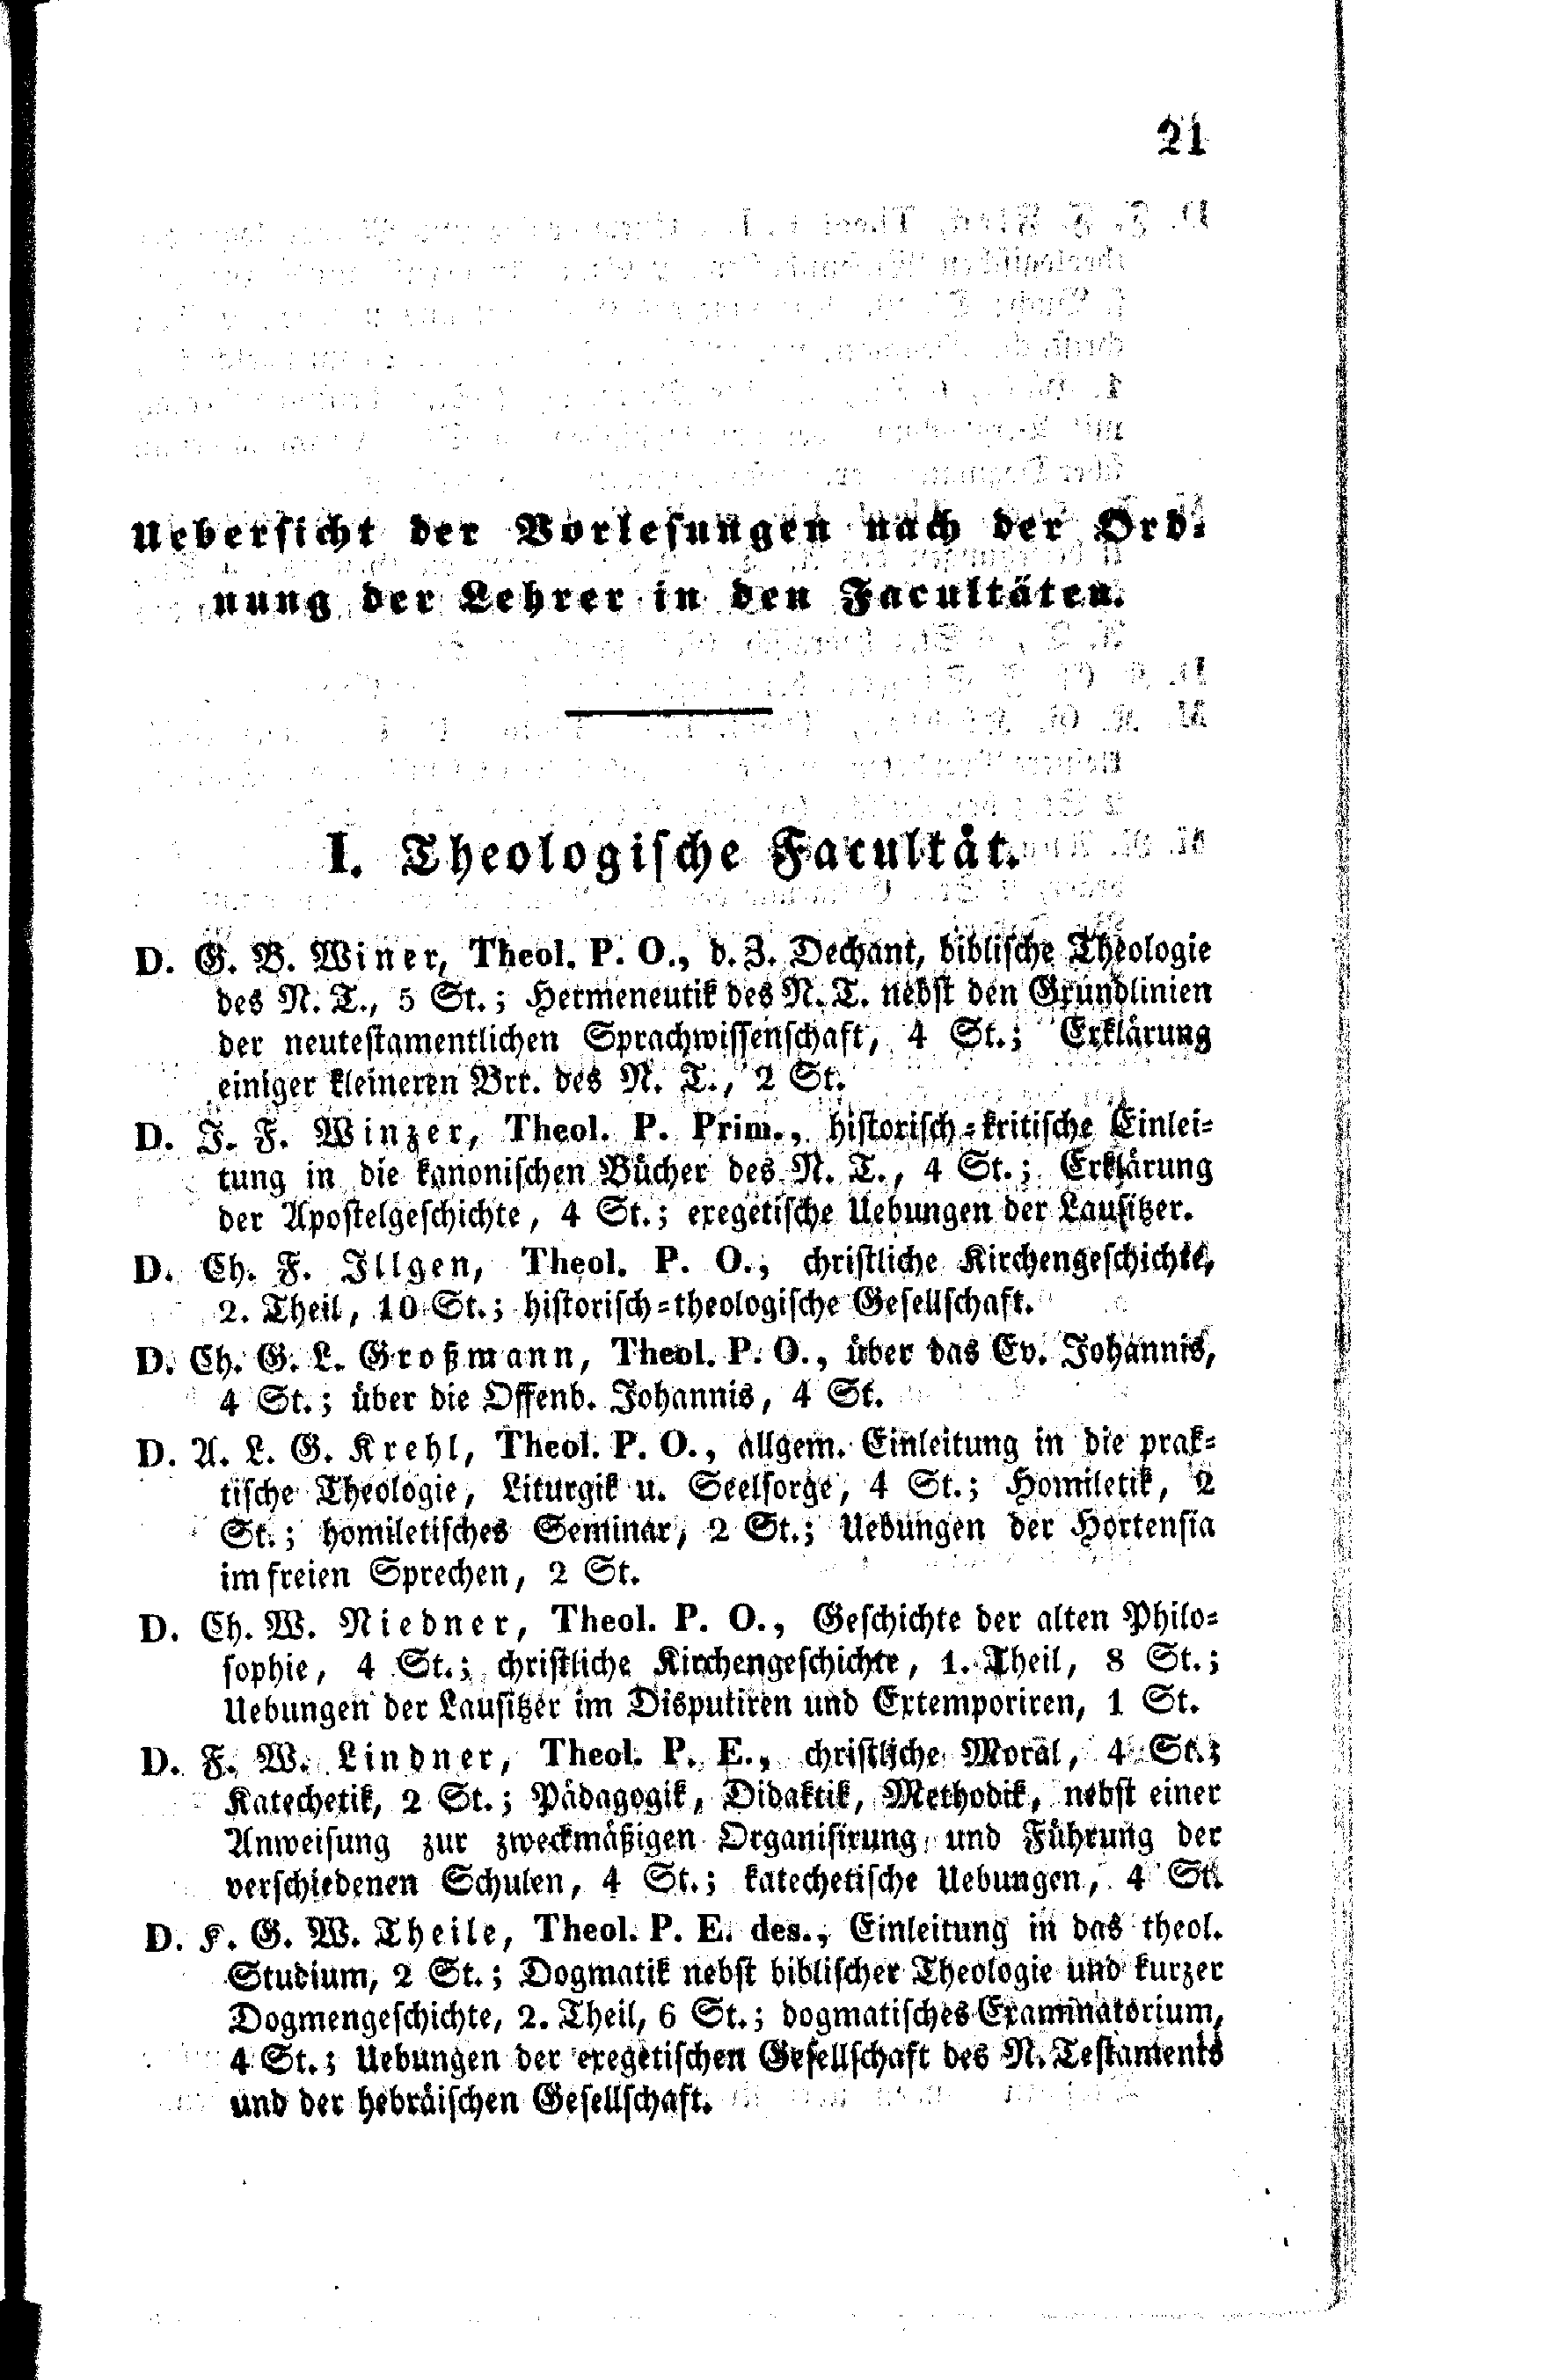 21
Uebersicht der Vorlesungen nach der Ord-
nung der Lehrer in den Facultäten.
I. Theologische Facultät.
D. G. B. Winer, Theol. P. O., d. Z. Dechant, biblische Theologie
des N. T., 5 St.; Hermeneutik des N. T. nebst den Grundlinien
der neutestamentlichen Sprachwissenschaft, 4 St.; Erklärung
einiger kleineren Brr. des N. T., 2 St.
D. J. F. Winzer, Theol. P. Prim., historisch-kritische Einlei-
tung in die kanonischen Bücher des N. T., 4 St.; Erklärung
der Apostelgeschichte, 4 St.; exegetische Uebungen der Lausitzer.
D. Ch. F. Illgen, Theol. P. O., christliche Kirchengeschichte,
2. Theil, 10 St.; historisch-theologische Gesellschaft.
D. Ch. G. L. Großmann, Theol. P. O., über das Ev. Johannis,
4 St.; über die Offenb. Johannis, 4 St.
D. A. L. G. Krehl, Theol. P. O., allgem. Einleitung in die prak-
tische Theologie, Liturgik u. Seelsorge, 4 St.; Homiletik, 2
St.; homiletisches Seminar, 2 St.; Uebungen der Hortensia
im freien Sprechen, 2 St.
D. Ch. W. Niedner, Theol. P. O., Geschichte der alten Philo-
sophie, 4 St.; christliche Kirchengeschichte, 1. Theil, 8 St.;
Uebungen der Lausitzer im Disputiren und Extemporiren, 1 St.
D. F. W. Lindner, Theol. P. E., christliche Moral, 4 St.;
Katechetik, 2 St.; Pädagogik, Didaktik, Methodik, nebst einer
Anweisung zur zweckmäßigen Organisirung und Führung der
verschiedenen Schulen, 4 St.; katechetische Uebungen, 4 St.
D. K. G. W. Theile, Theol. P. E. des., Einleitung in das theol.
Studium, 2 St.; Dogmatik nebst biblischer Theologie und kurzer
Dogmengeschichte, 2. Theil, 6 St.; dogmatisches Examinatorium,
4 St.; Uebungen der exegetischen Gesellschaft des N. Testaments
und der hebräischen Gesellschaft.